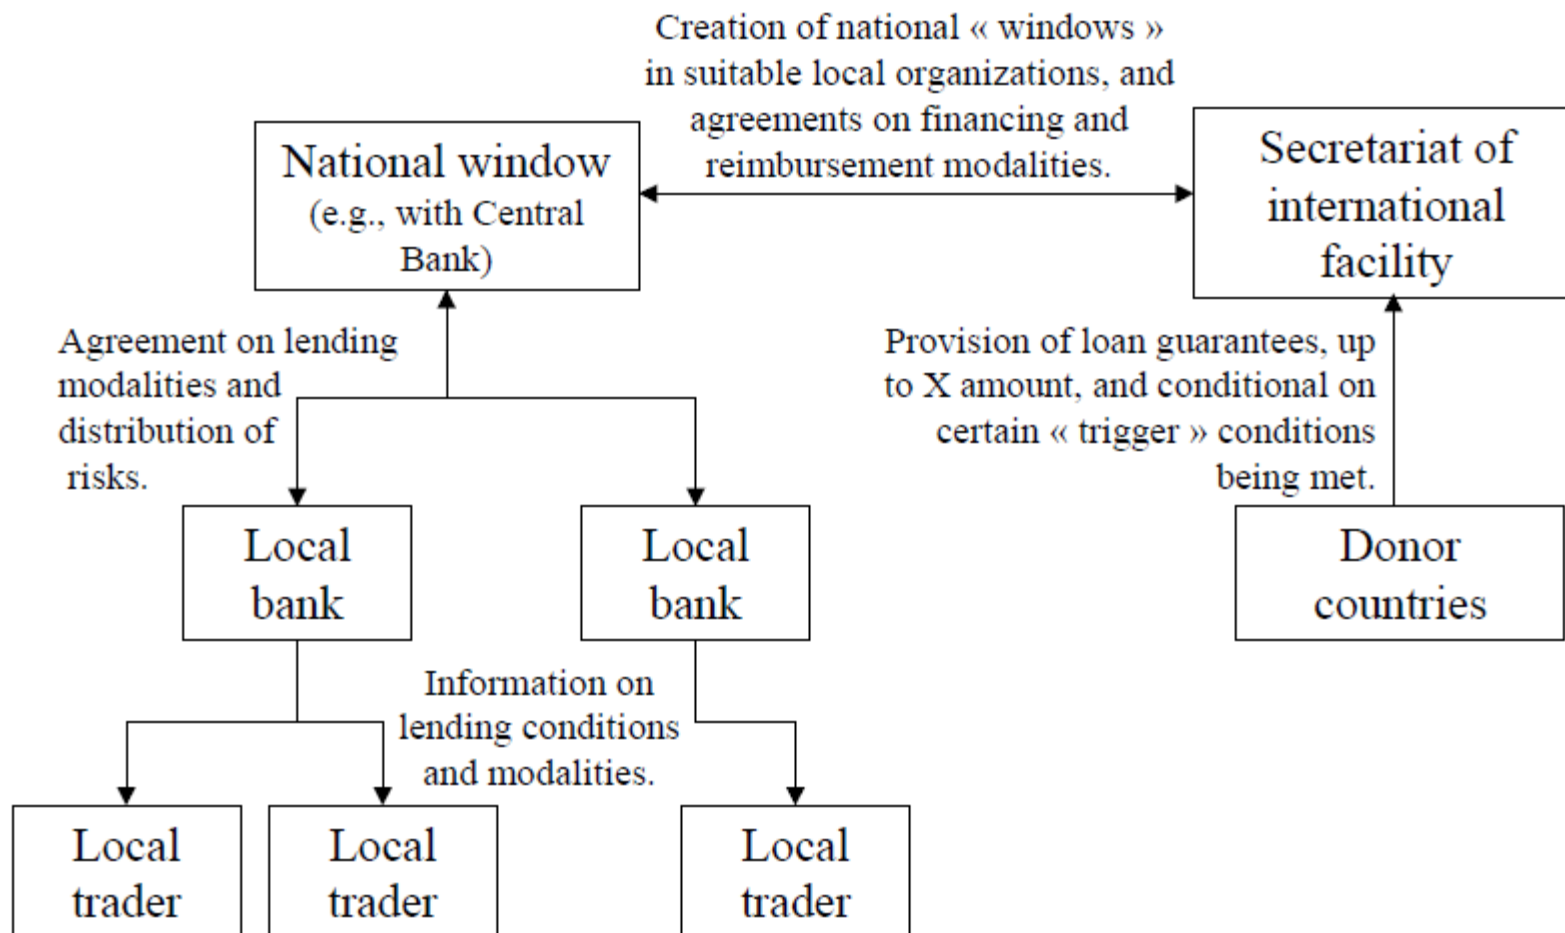 Creation of national « windows »
in suitable local organizations, and
agreements on financing and
reimbursement modalities.
National window
(e.g., with Central
Bank)
Secretariat of
international
facility
Agreement on lending
modalities and
distribution of
risks.
Provision of loan guarantees, up
to X amount, and conditional on
certain « trigger » conditions
being met.
Local
bank
Local
bank
Donor
countries
Information on
lending conditions
and modalities.
Local
trader
Local
trader
Local
trader